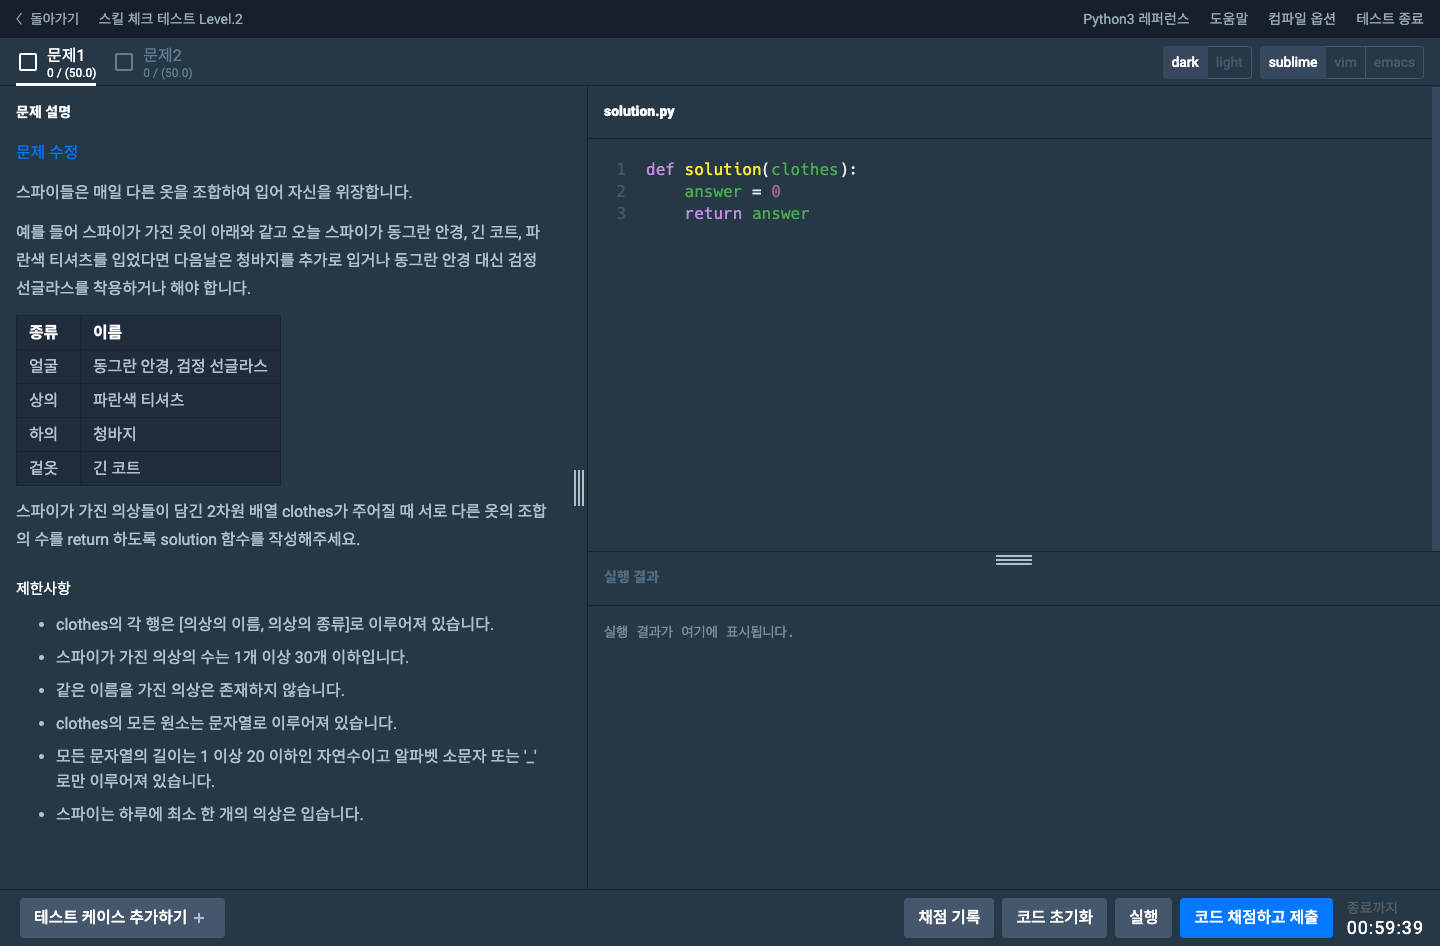 돌아가기 스킬 체크 테스트 Level.2 Python3 레퍼런스 도움말 컴파일 옵션 테스트 종료
문제1 문제2
0 / (50.0) 0 / (50.0)
dark light sublime vim emacs
문제 설명
문제 수정
스파이들은 매일 다른 옷을 조합하여 입어 자신을 위장합니다.
예를 들어 스파이가 가진 옷이 아래와 같고 오늘 스파이가 동그란 안경, 긴 코트, 파
란색 티셔츠를 입었다면 다음날은 청바지를 추가로 입거나 동그란 안경 대신 검정
선글라스를 착용하거나 해야 합니다.
종류 이름
얼굴 동그란 안경, 검정 선글라스
상의 파란색 티셔츠
하의 청바지
겉옷 긴 코트
스파이가 가진 의상들이 담긴 2차원 배열 clothes가 주어질 때 서로 다른 옷의 조합
의 수를 return 하도록 solution 함수를 작성해주세요.
제한사항
• clothes의 각 행은 [의상의 이름, 의상의 종류]로 이루어져 있습니다.
• 스파이가 가진 의상의 수는 1개 이상 30개 이하입니다.
• 같은 이름을 가진 의상은 존재하지 않습니다.
• clothes의 모든 원소는 문자열로 이루어져 있습니다.
• 모든 문자열의 길이는 1 이상 20 이하인 자연수이고 알파벳 소문자 또는 '_'
로만 이루어져 있습니다.
• 스파이는 하루에 최소 한 개의 의상은 입습니다.
solution.py
1 def solution(clothes):
2     answer = 0
3     return answer
실행 결과
실행 결과가 여기에 표시됩니다.
테스트 케이스 추가하기 + 채점 기록 코드 초기화 실행 코드 채점하고 제출
종료까지
00:59:39